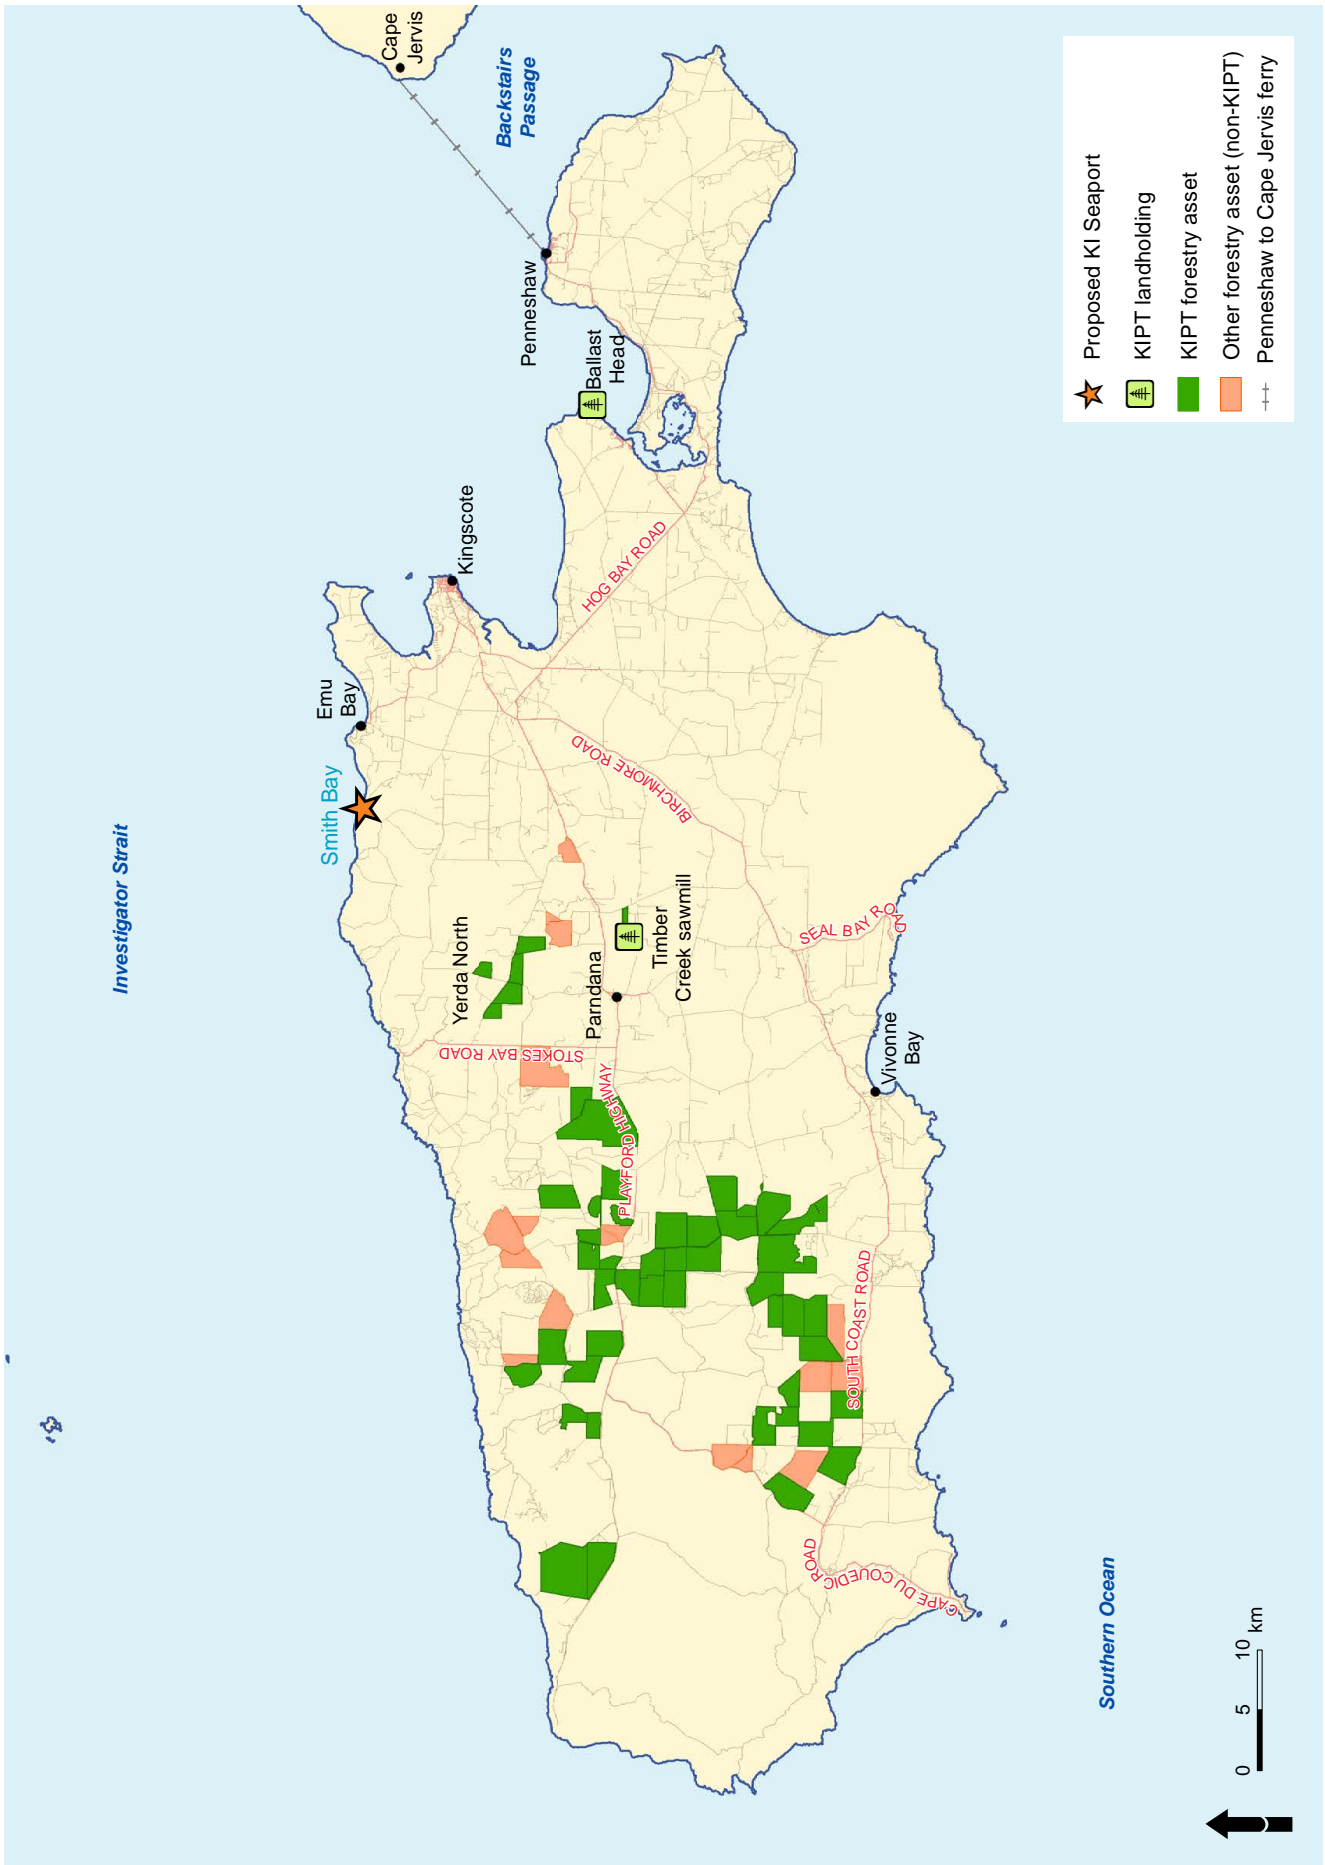 Cape
Jervis
Backstairs
Passage
Penneshaw
Ballast
Head
Kingscote
HOG BAY ROAD
Emu
Bay
Smith Bay
Investigator Strait
BIRCHMORE ROAD
Yerda North
Parndana
Timber
Creek sawmill
SEAL BAY ROAD
STOKES BAY ROAD
PLAYFORD HIGHWAY
Vivonne
Bay
SOUTH COAST ROAD
CAPE DU COUEDIC ROAD
Southern Ocean
Proposed KI Seaport
KIPT landholding
KIPT forestry asset
Other forestry asset (non-KIPT)
Penneshaw to Cape Jervis ferry
0 5 10 km